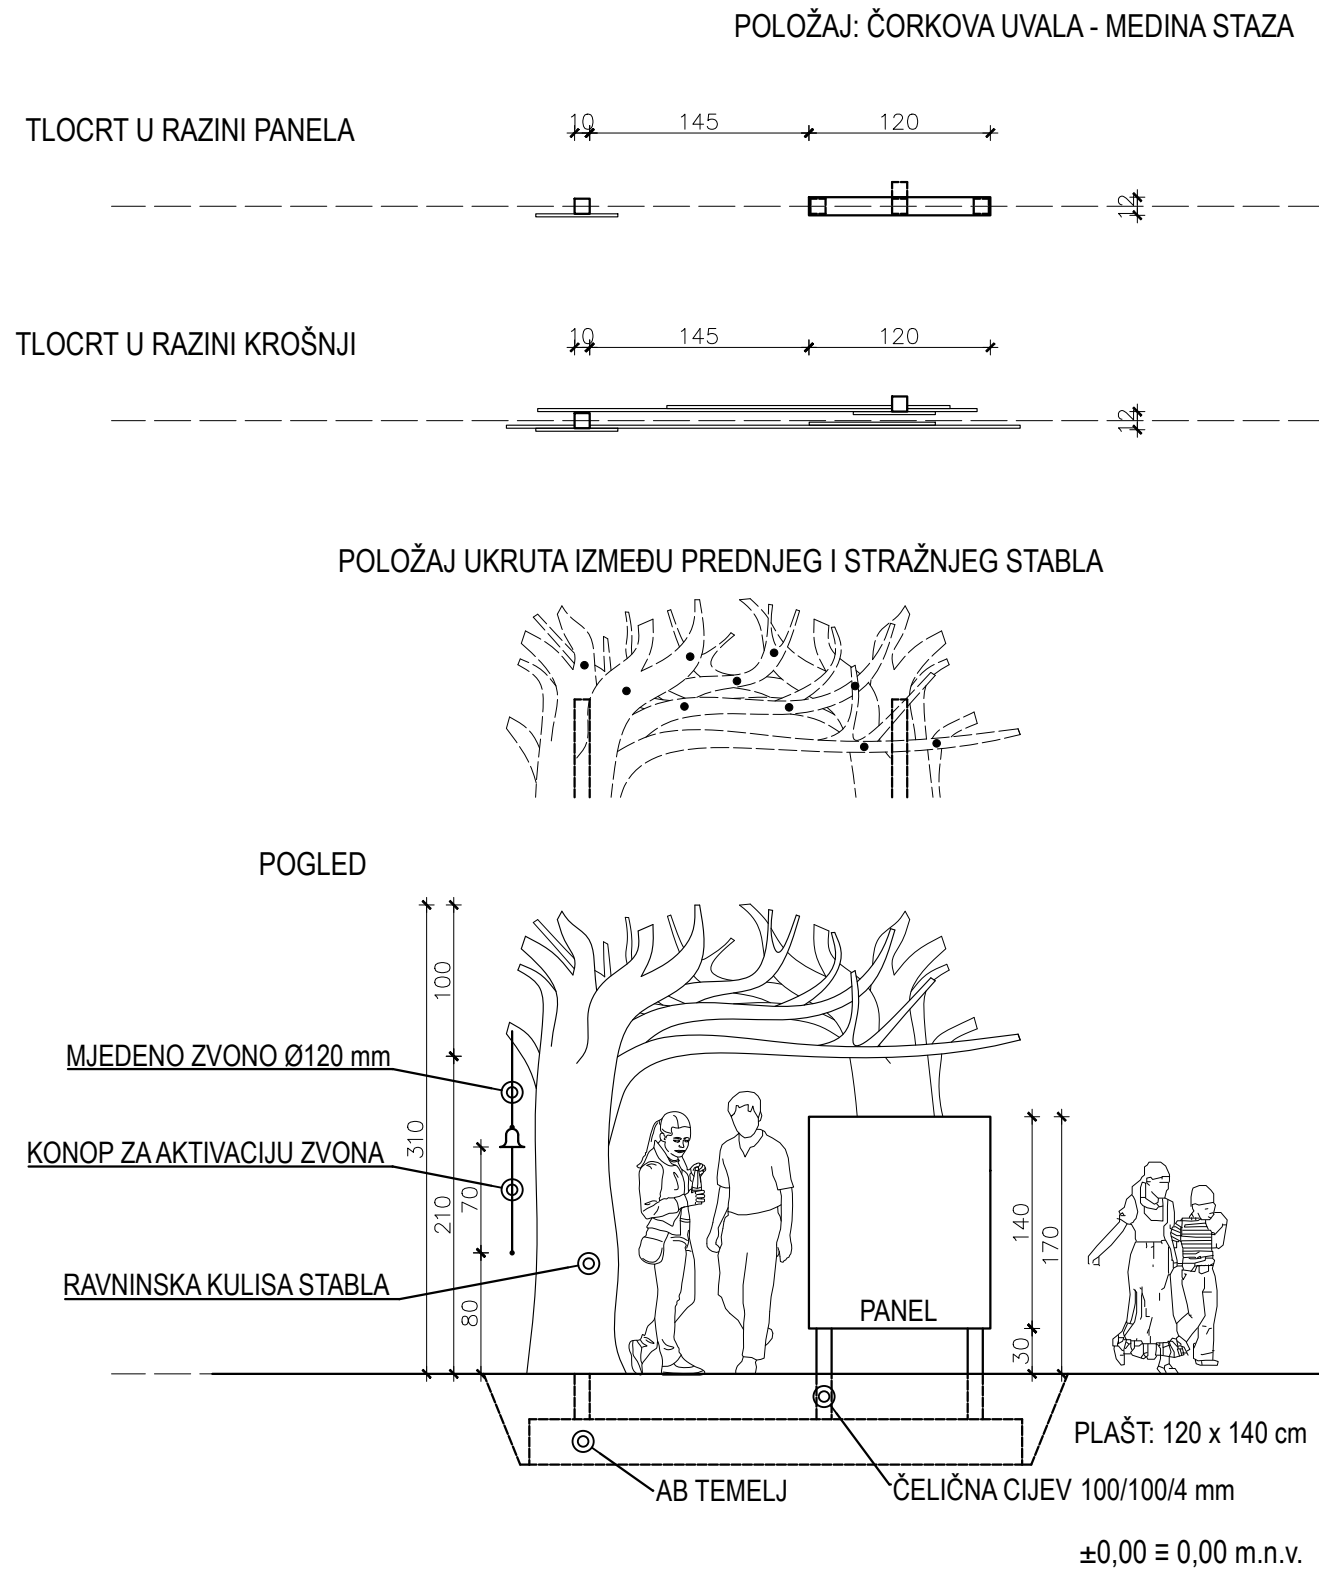 POLOŽAJ: ČORKOVA UVALA - MEDINA STAZA
TLOCRT U RAZINI PANELA
10 145 120
12
TLOCRT U RAZINI KROŠNJI
10 145 120
12
POLOŽAJ UKRUTA IZMEĐU PREDNJEG I STRAŽNJEG STABLA
POGLED
100
MJEDENO ZVONO Ø120 mm
310
KONOP ZA AKTIVACIJU ZVONA
210
70
140
170
RAVNINSKA KULISA STABLA
80
PANEL
30
PLAŠT: 120 x 140 cm
AB TEMELJ
ČELIČNA CIJEV 100/100/4 mm
±0,00 ≡ 0,00 m.n.v.